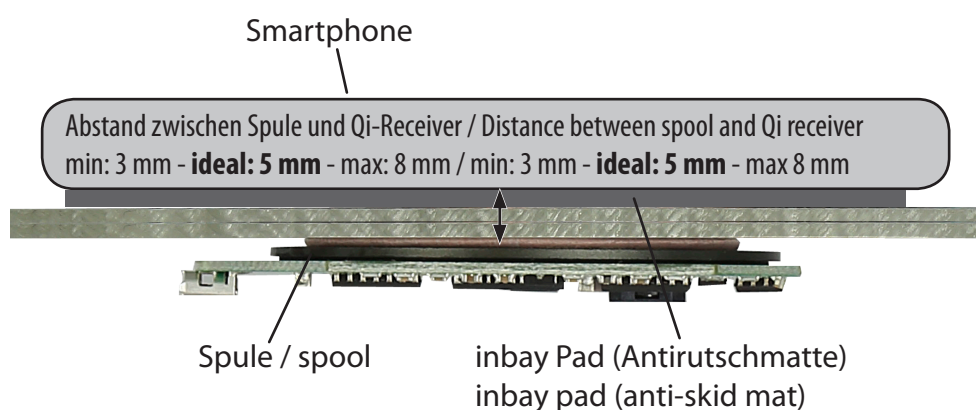 Smartphone
Abstand zwischen Spule und Qi-Receiver / Distance between spool and Qi receiver
min: 3 mm - ideal: 5 mm - max: 8 mm / min: 3 mm - ideal: 5 mm - max 8 mm
Spule / spool
inbay Pad (Antirutschmatte)
inbay pad (anti-skid mat)